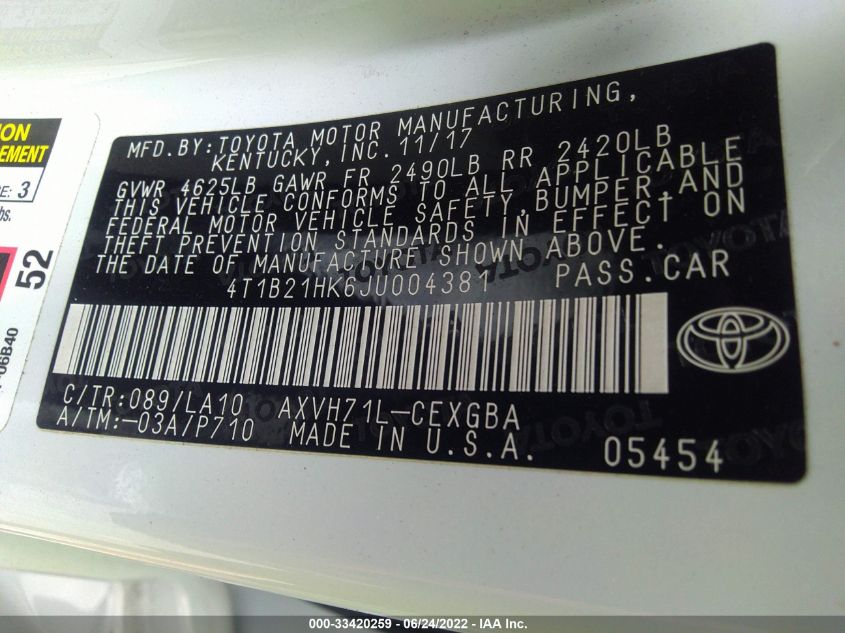 ION
EMENT
E: 3
lbs.
52
06B40
MFD.BY:TOYOTA MOTOR MANUFACTURING,
KENTUCKY,INC.11/17
GVWR 4625LB GAWR FR 2490LB RR 2420LB
THIS VEHICLE CONFORMS TO ALL APPLICABLE
FEDERAL MOTOR VEHICLE SAFETY,BUMPER,AND
THEFT PREVENTION STANDARDS IN EFFECT ON
THE DATE OF MANUFACTURE SHOWN ABOVE.
4T1B21HK6JU004381 PASS.CAR
C/TR:089/LA10 AXVH71L-CEXGBA
A/TM:-03A/P710 MADE IN U.S.A.
05454
000-33420259 - 06/24/2022 - IAA Inc.